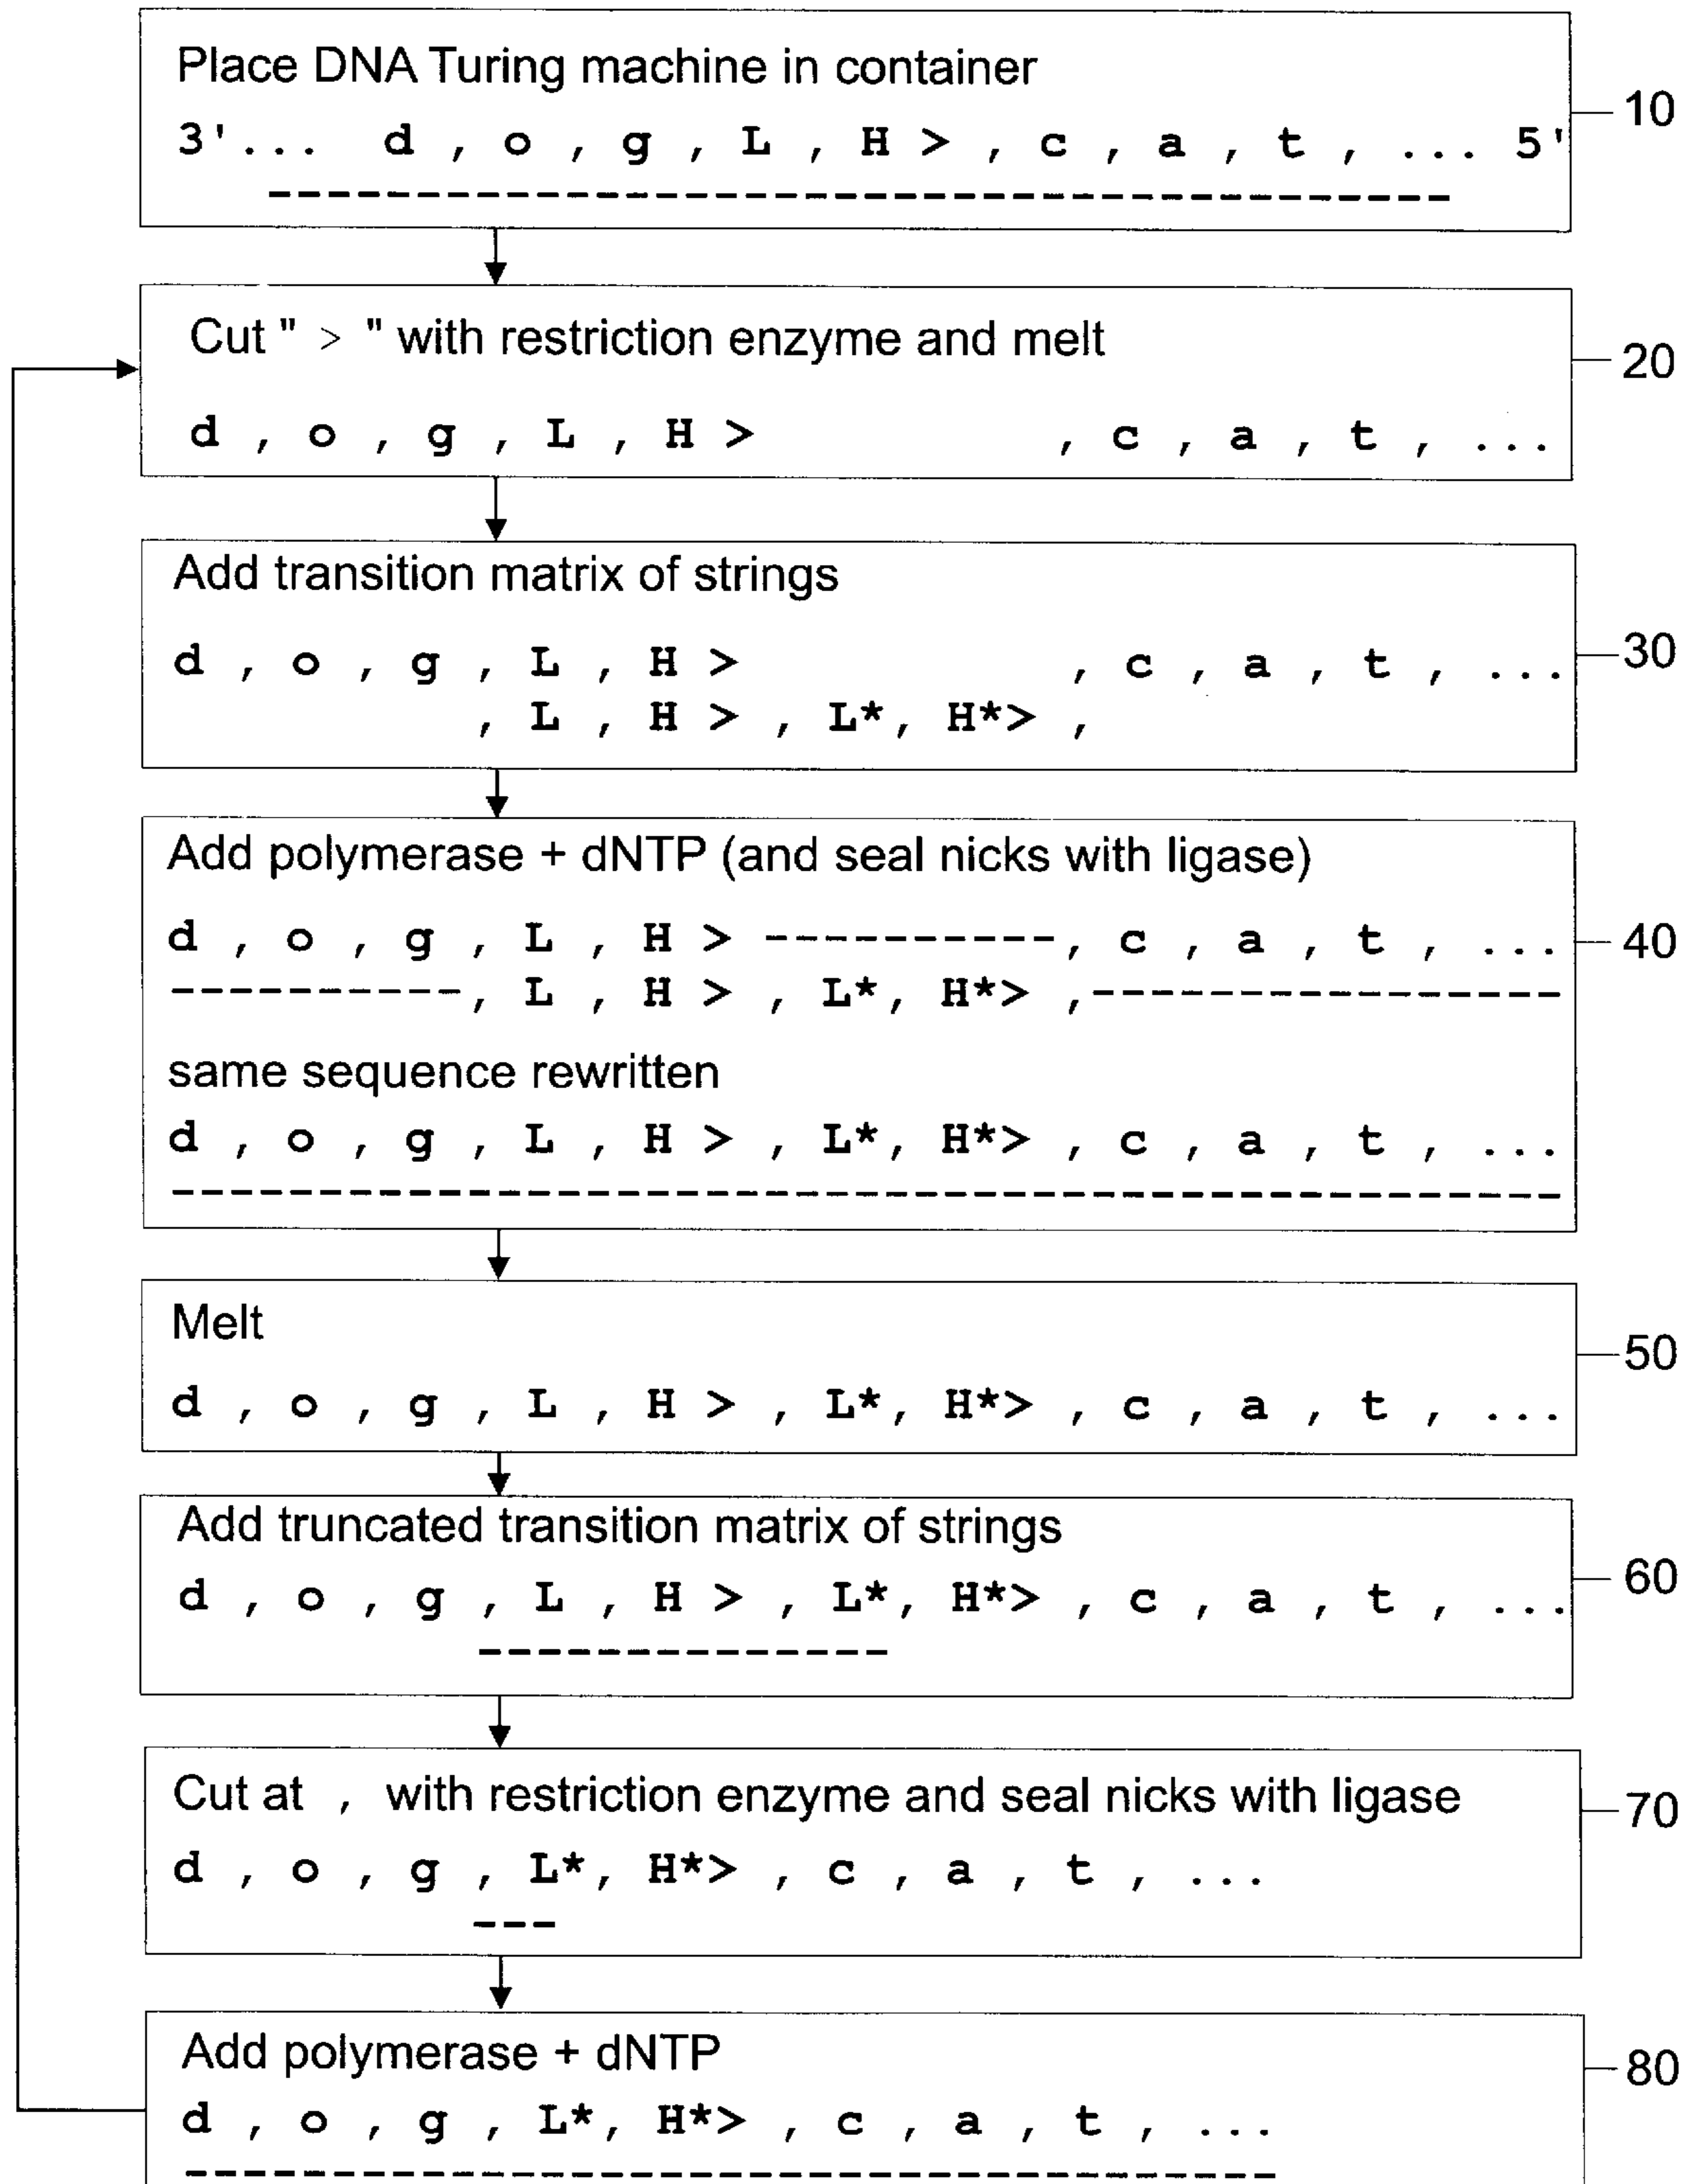 Place DNA Turing machine in container
3'... d , o , g , L , H > , c , a , t , ... 5'
----------------------------------------
10
Cut " > " with restriction enzyme and melt
20
d , o , g , L , H > , c , a , t , ...
Add transition matrix of strings
d , o , g , L , H > , c , a , t , ...
30
, L , H > , L*, H*> ,
Add polymerase + dNTP (and seal nicks with ligase)
d , o , g , L , H > ----------, c , a , t , ...
40
----------, L , H > , L*, H*> ,----------------
same sequence rewritten
d , o , g , L , H > , L*, H*> , c , a , t , ...
-----------------------------------------------
Melt
50
d , o , g , L , H > , L*, H*> , c , a , t , ...
Add truncated transition matrix of strings
d , o , g , L , H > , L*, H*> , c , a , t , ...
60
--------------
Cut at , with restriction enzyme and seal nicks with ligase
70
d , o , g , L*, H*> , c , a , t , ...
---
Add polymerase + dNTP
80
d , o , g , L*, H*> , c , a , t , ...
-------------------------------------